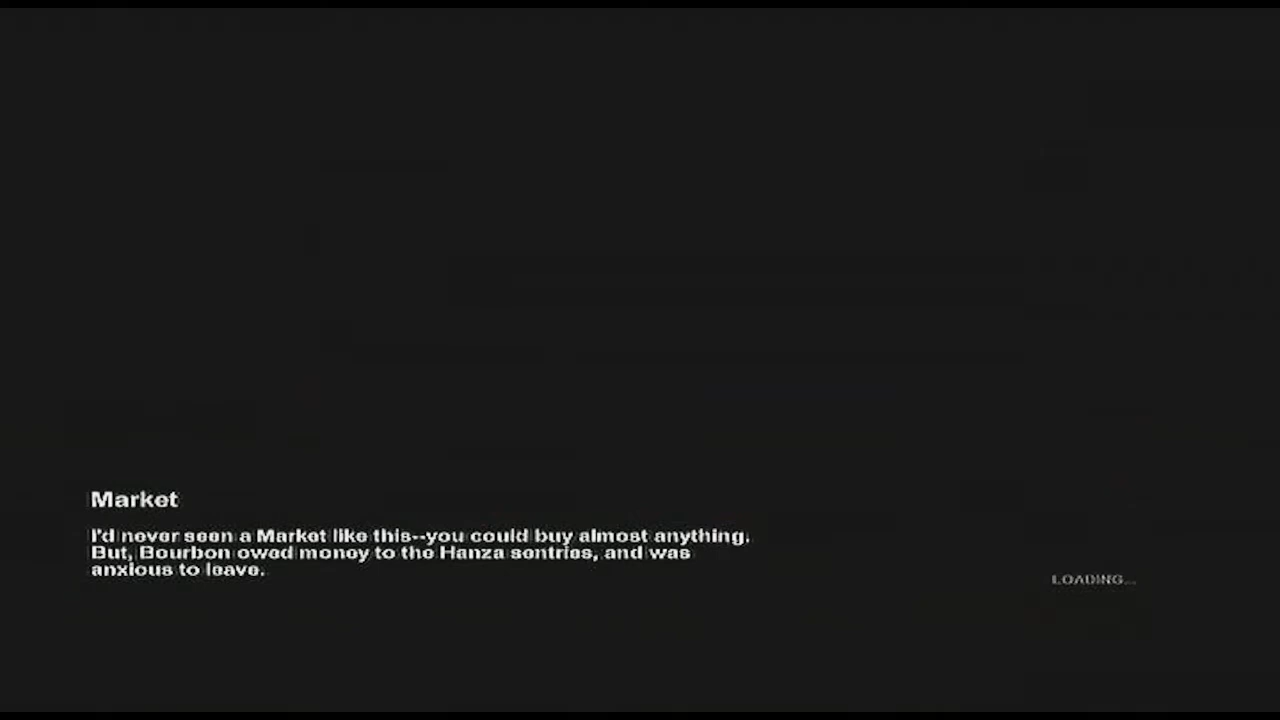 Market
I'd never seen a Market like this--you could buy almost anything.
But, Bourbon owed money to the Hanza sentries, and was
anxious to leave.
LOADING...